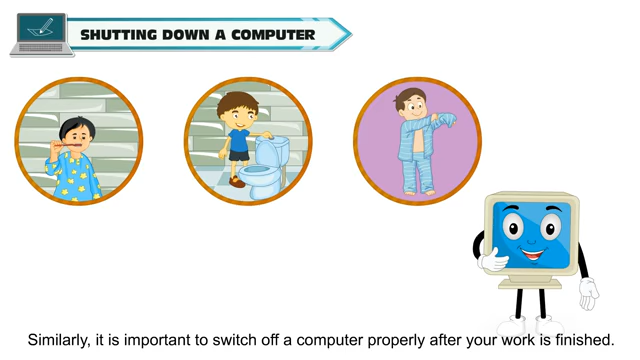 SHUTTING DOWN A COMPUTER
Similarly, it is important to switch off a computer properly after your work is finished.